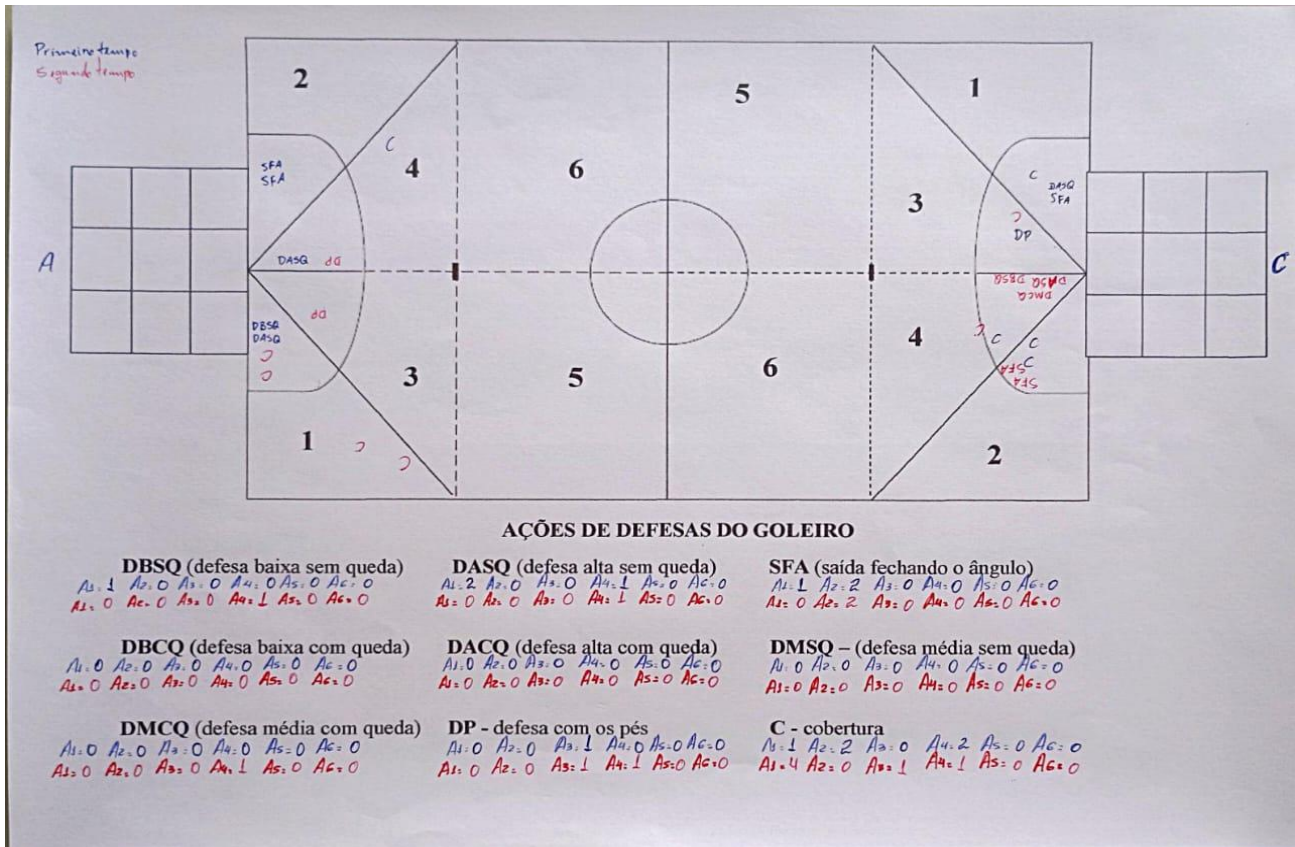 Primeiro tempo
Segundo tempo
2
5
1
C
4
6
3
SFA
SFA
C
DASQ
SFA
C
DP
A
C
DASQ DP
DBSQ DASQ
DMCQ
DP
DBSQ
DASQ
C
C
3
5
6
4
C
C
C
C
SFA
SFA
1
C
C
2
AÇÕES DE DEFESAS DO GOLEIRO
DBSQ (defesa baixa sem queda) DASQ (defesa alta sem queda) SFA (saída fechando o ângulo)
A1=1 A2=0 A3=0 A4=0 A5=0 A6=0 A1=2 A2=0 A3=0 A4=1 A5=0 A6=0 A1=1 A2=2 A3=0 A4=0 A5=0 A6=0
A1=0 A2=0 A3=0 A4=1 A5=0 A6=0 A1=0 A2=0 A3=0 A4=1 A5=0 A6=0 A1=0 A2=2 A3=0 A4=0 A5=0 A6=0
DBCQ (defesa baixa com queda) DACQ (defesa alta com queda) DMSQ – (defesa média sem queda)
A1=0 A2=0 A3=0 A4=0 A5=0 A6=0 A1=0 A2=0 A3=0 A4=0 A5=0 A6=0 A1=0 A2=0 A3=0 A4=0 A5=0 A6=0
A1=0 A2=0 A3=0 A4=0 A5=0 A6=0 A1=0 A2=0 A3=0 A4=0 A5=0 A6=0 A1=0 A2=0 A3=0 A4=0 A5=0 A6=0
DMCQ (defesa média com queda) DP - defesa com os pés C - cobertura
A1=0 A2=0 A3=0 A4=0 A5=0 A6=0 A1=0 A2=0 A3=1 A4=0 A5=0 A6=0 A1=1 A2=2 A3=0 A4=2 A5=0 A6=0
A1=0 A2=0 A3=0 A4=1 A5=0 A6=0 A1=0 A2=0 A3=1 A4=1 A5=0 A6=0 A1=4 A2=0 A3=1 A4=1 A5=0 A6=0